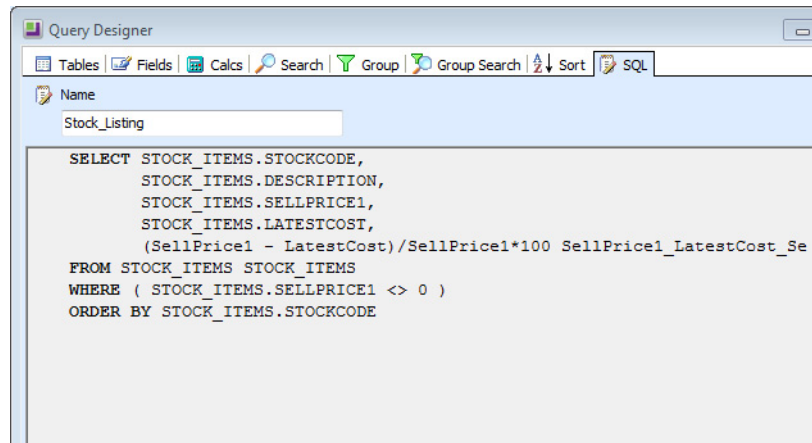 Query Designer
Tables Fields Calcs Search Group Group Search AZ Sort SQL
Name
Stock_Listing
SELECT STOCK_ITEMS.STOCKCODE,
STOCK_ITEMS.DESCRIPTION,
STOCK_ITEMS.SELLPRICE1,
STOCK_ITEMS.LATESTCOST,
(SellPrice1 - LatestCost)/SellPrice1*100 SellPrice1_LatestCost_Se
FROM STOCK_ITEMS STOCK_ITEMS
WHERE ( STOCK_ITEMS.SELLPRICE1 <> 0 )
ORDER BY STOCK_ITEMS.STOCKCODE